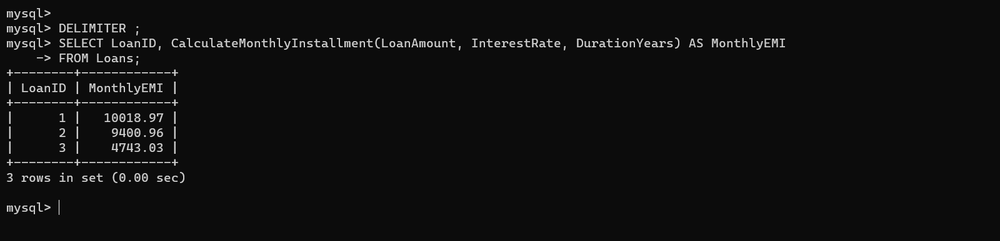 mysql>
mysql> DELIMITER ;
mysql> SELECT LoanID, CalculateMonthlyInstallment(LoanAmount, InterestRate, DurationYears) AS MonthlyEMI
    -> FROM Loans;
+--------+------------+
| LoanID | MonthlyEMI |
+--------+------------+
|      1 |   10018.97 |
|      2 |    9400.96 |
|      3 |    4743.03 |
+--------+------------+
3 rows in set (0.00 sec)
mysql>